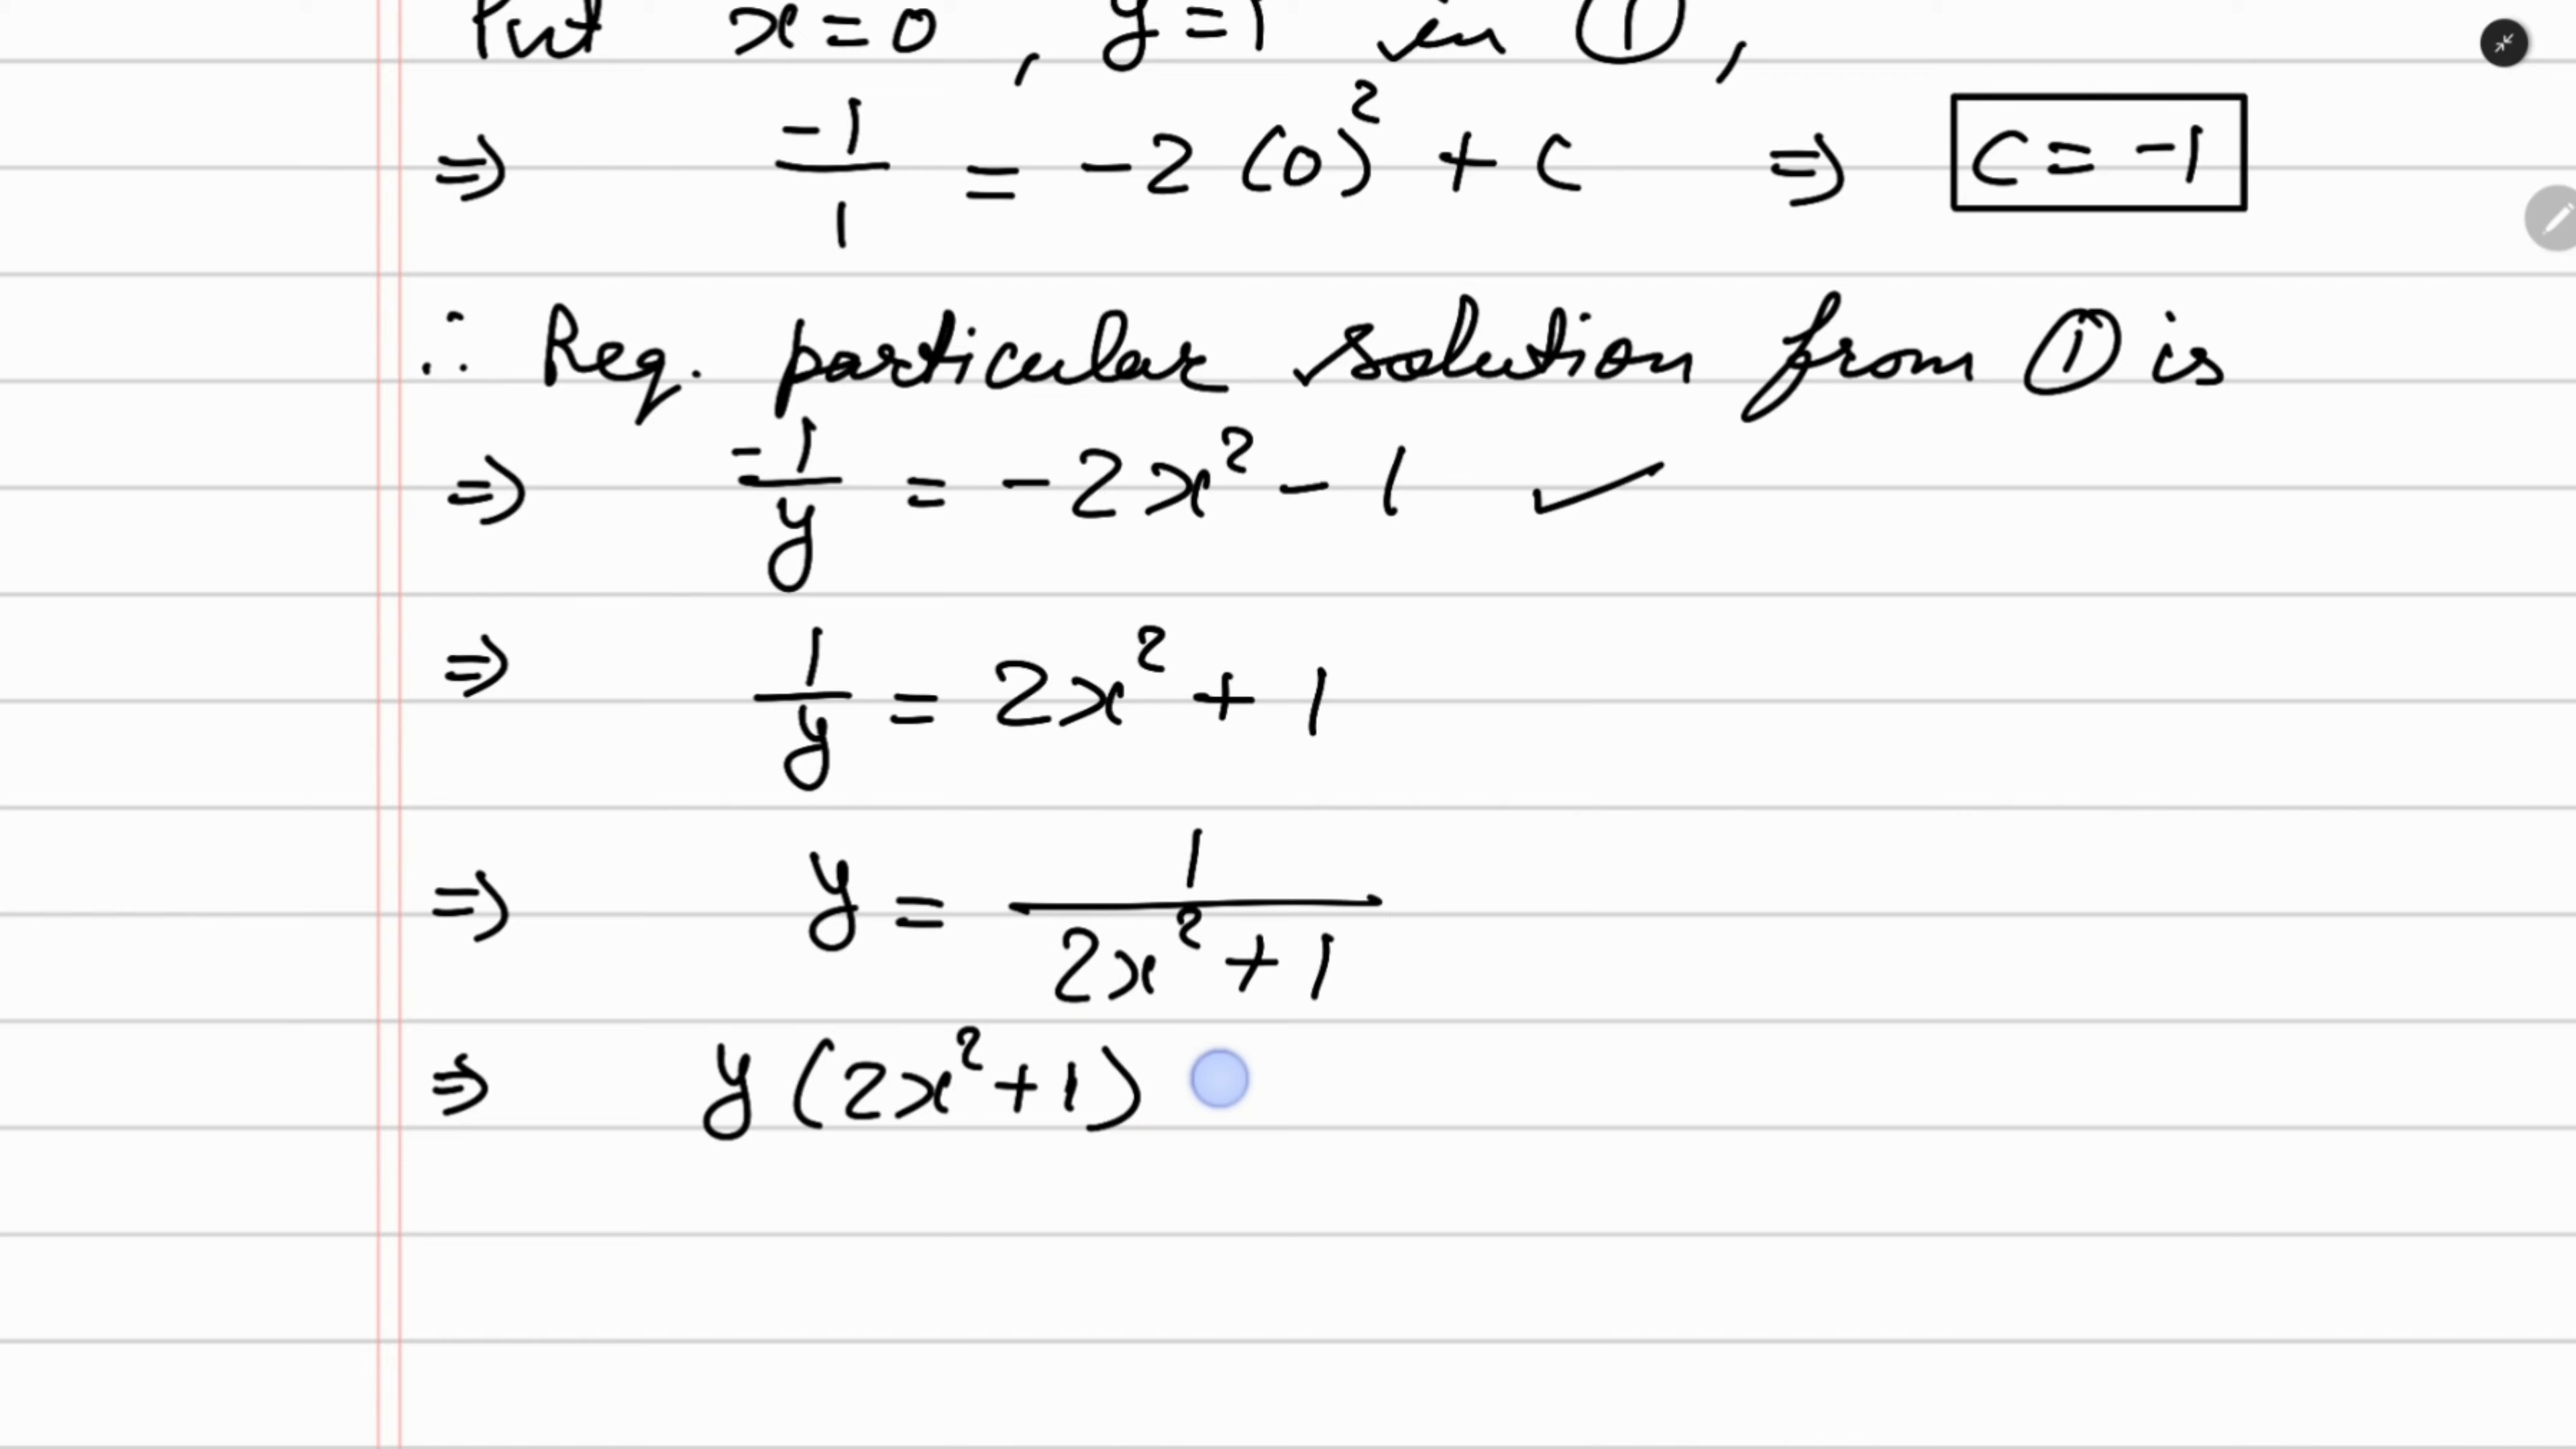 Put x = 0 , y = 1 in ① ,
⇒ -1/1 = -2 (0)² + C ⇒ C = -1
∴ Req. particular solution from ① is
⇒ -1/y = -2x² - 1 ✓
⇒ 1/y = 2x² + 1
⇒ y = 1/(2x² + 1)
⇒ y (2x² + 1)